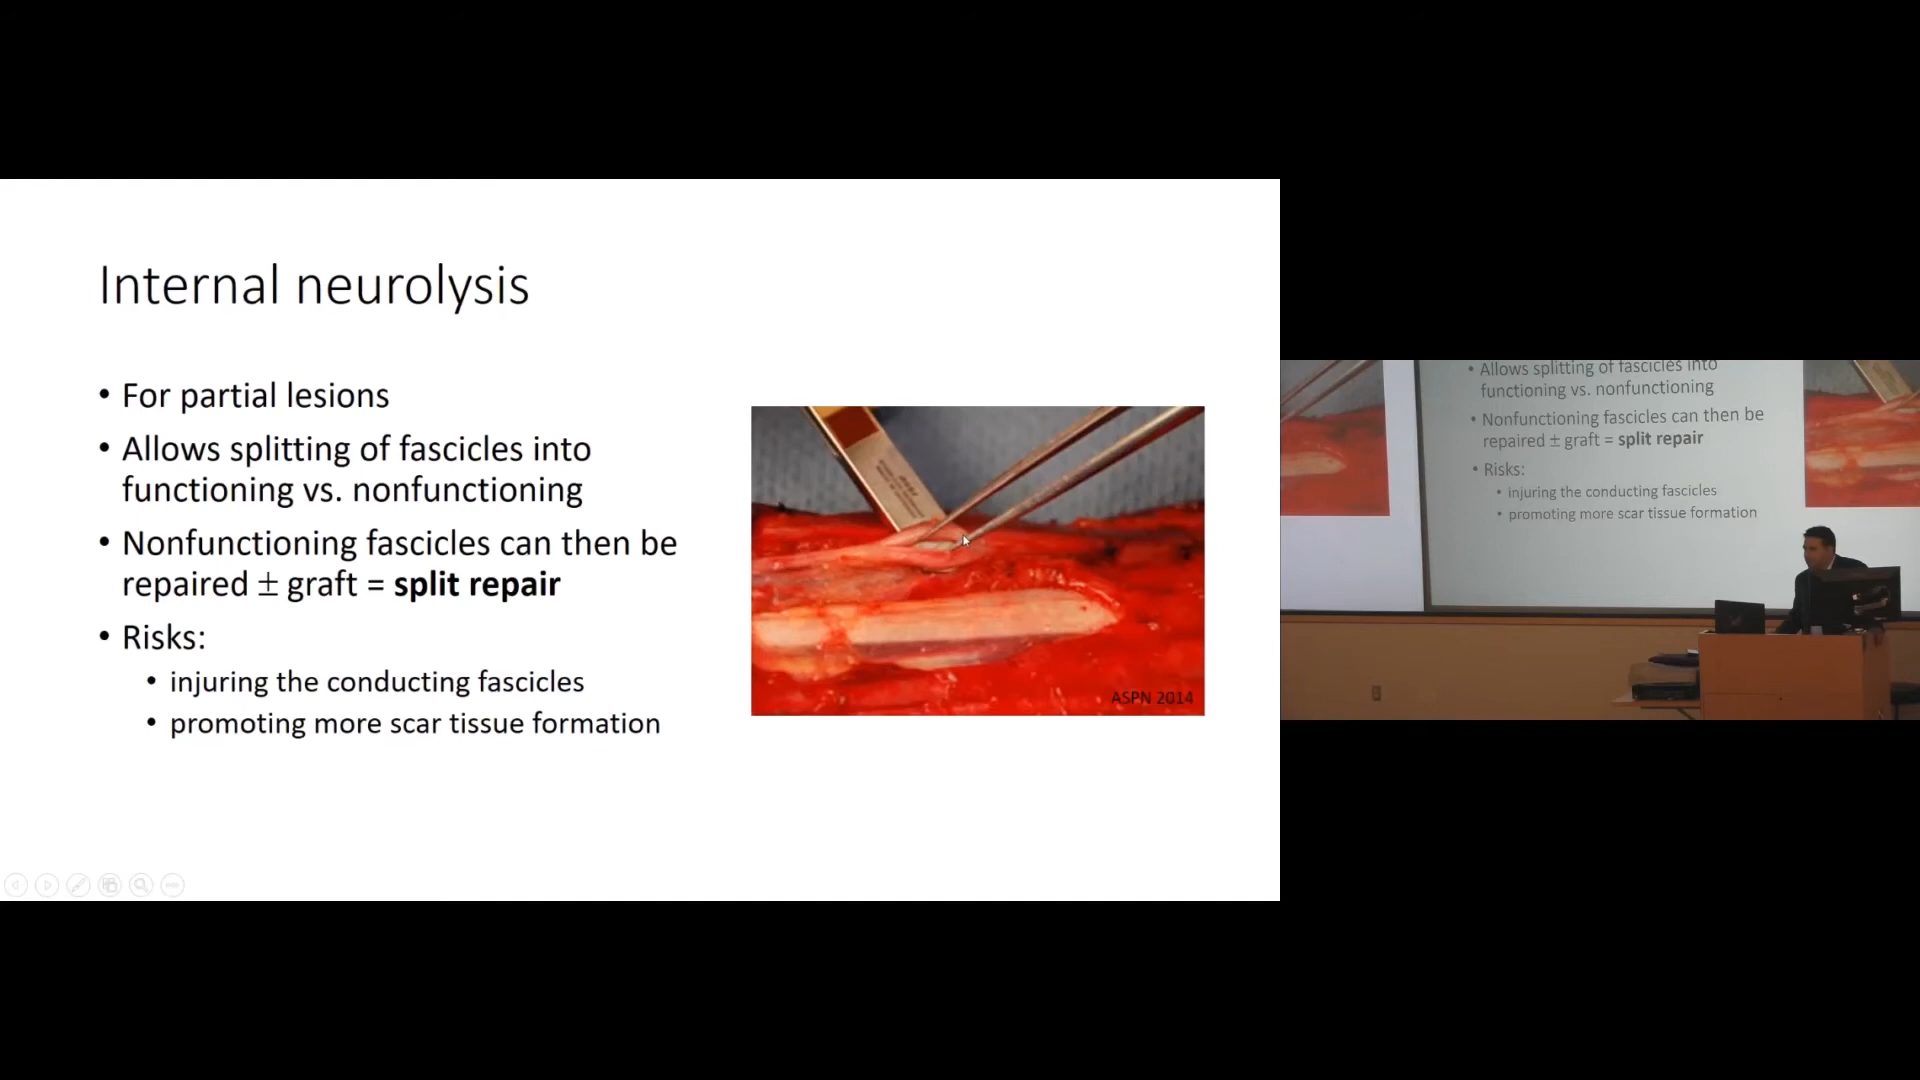 Internal neurolysis
• For partial lesions
• Allows splitting of fascicles into
functioning vs. nonfunctioning
• Nonfunctioning fascicles can then be
repaired ± graft = split repair
• Risks:
• injuring the conducting fascicles
• promoting more scar tissue formation
ASPN 2014
• Allows splitting of fascicles into
functioning vs. nonfunctioning
• Nonfunctioning fascicles can then be
repaired ± graft = split repair
• Risks:
• injuring the conducting fascicles
• promoting more scar tissue formation